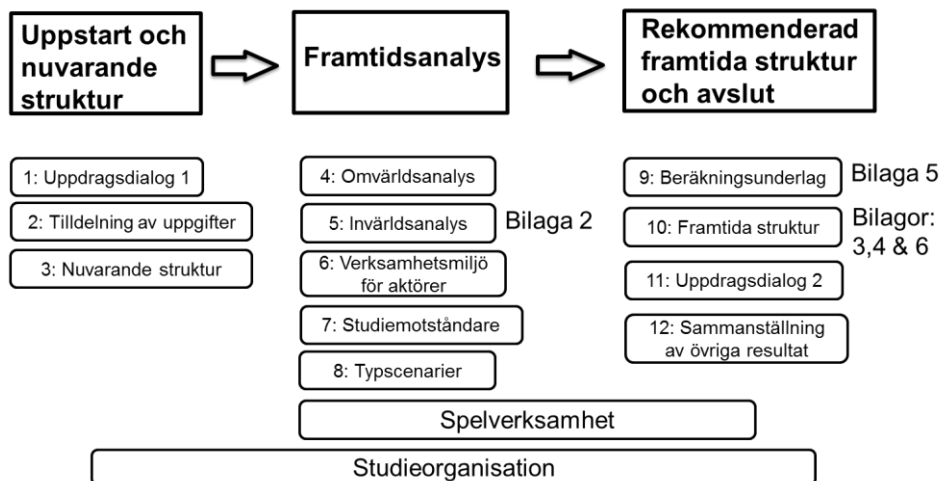 Uppstart och
nuvarande
struktur
Framtidsanalys
Rekommenderad
framtida struktur
och avslut
1: Uppdragsdialog 1
2: Tilldelning av uppgifter
3: Nuvarande struktur
4: Omvärldsanalys
5: Invärldsanalys
Bilaga 2
6: Verksamhetsmiljö
för aktörer
7: Studiemotståndare
8: Typscenarier
9: Beräkningsunderlag
Bilaga 5
10: Framtida struktur
Bilagor:
3,4 & 6
11: Uppdragsdialog 2
12: Sammanställning
av övriga resultat
Spelverksamhet
Studieorganisation